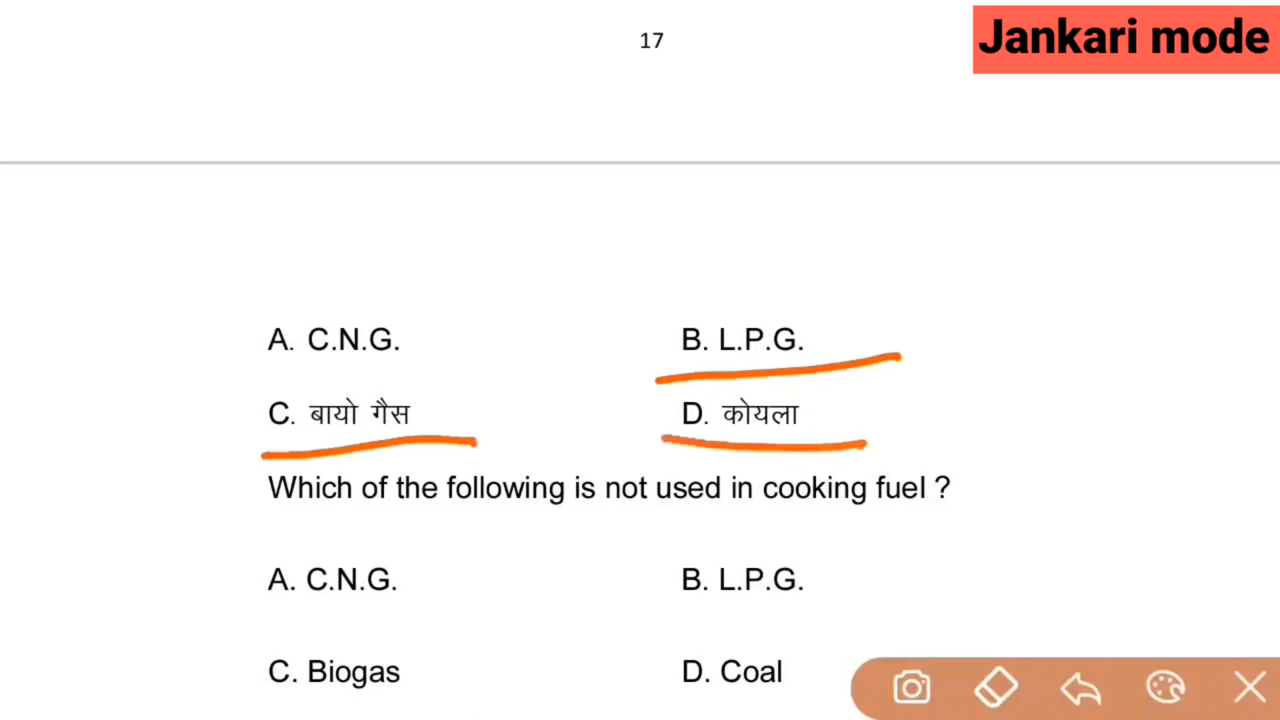 17
Jankari mode
A. C.N.G. B. L.P.G.
C. बायो गैस D. कोयला
Which of the following is not used in cooking fuel ?
A. C.N.G. B. L.P.G.
C. Biogas D. Coal